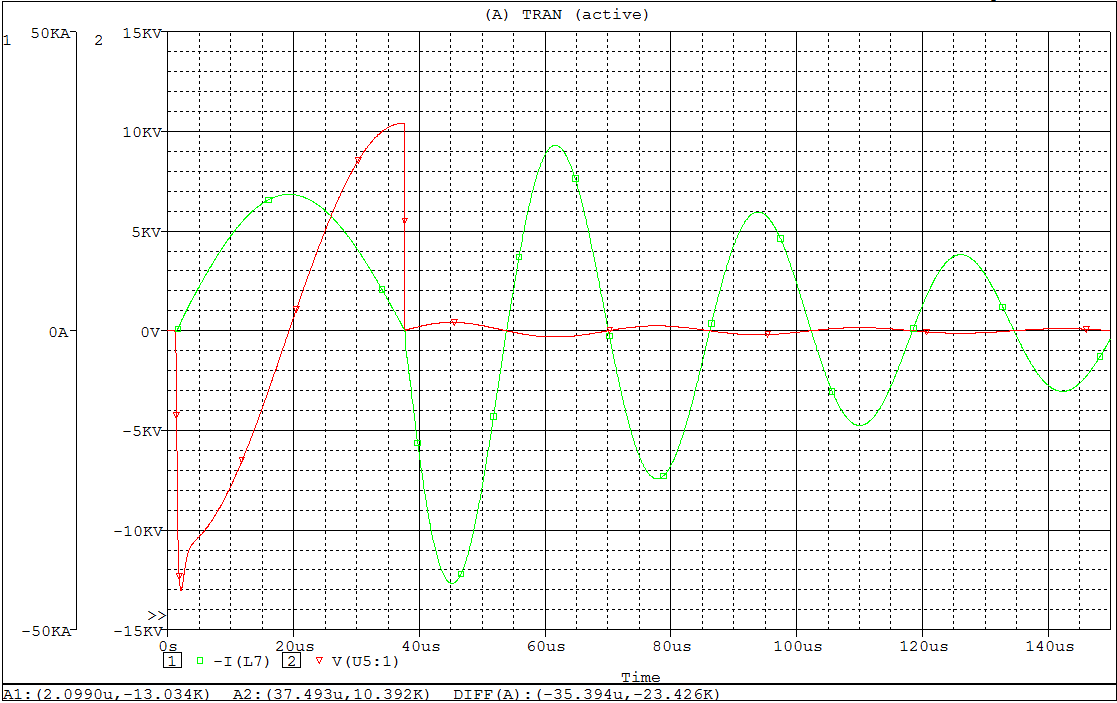 (A) TRAN (active)
1 50KA 2 15KV
10KV
5KV
0A 0V
-5KV
-10KV
>>
-50KA -15KV
0s 20us 40us 60us 80us 100us 120us 140us
1 -I(L7) 2 V(U5:1)
Time
A1:(2.0990u,-13.034K) A2:(37.493u,10.392K) DIFF(A):(-35.394u,-23.426K)